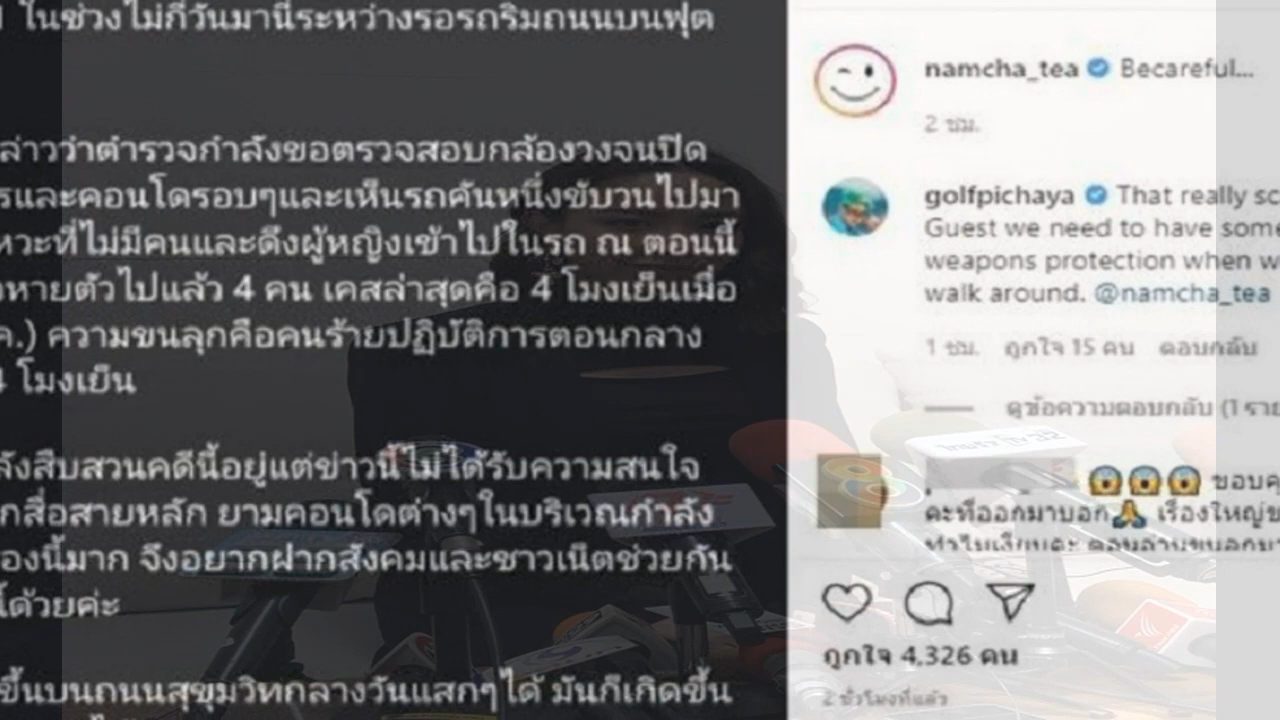 ในช่วงไม่กี่วันมานี้ระหว่างรอรถริมถนนบนฟุต
ล่าวว่าตำรวจกำลังขอตรวจสอบกล้องวงจรปิด
รและคอนโดรอบๆและเห็นรถคันหนึ่งขับวนไปมา
หวะที่ไม่มีคนและดึงผู้หญิงเข้าไปในรถ ณ ตอนนี้
หายตัวไปแล้ว 4 คน เคสล่าสุดคือ 4 โมงเย็นเมื่อ
ค.) ความขนลุกคือคนร้ายปฏิบัติการตอนกลาง
4 โมงเย็น
ลังสืบสวนคดีนี้อยู่แต่ข่าวนี้ไม่ได้รับความสนใจ
กสื่อสายหลัก ยามคอนโดต่างๆในบริเวณกำลัง
องนี้มาก จึงอยากฝากสังคมและชาวเน็ตช่วยกัน
ด้วยค่ะ
ขึ้นบนถนนสุขุมวิทกลางวันแสกๆได้ มันก็เกิดขึ้น
namcha_tea Becareful...
2 ชม.
golfpichaya That really sc
Guest we need to have some
weapons protection when w
walk around. @namcha_tea
1 ชม. ถูกใจ 15 คน ตอบกลับ
ดูข้อความตอบกลับ (1 ราย
😱😱😱 ขอบคุ
คะที่ออกมาบอก🙏 เรื่องใหญ่ข
ถูกใจ 4,326 คน
2 ชั่วโมงที่แล้ว